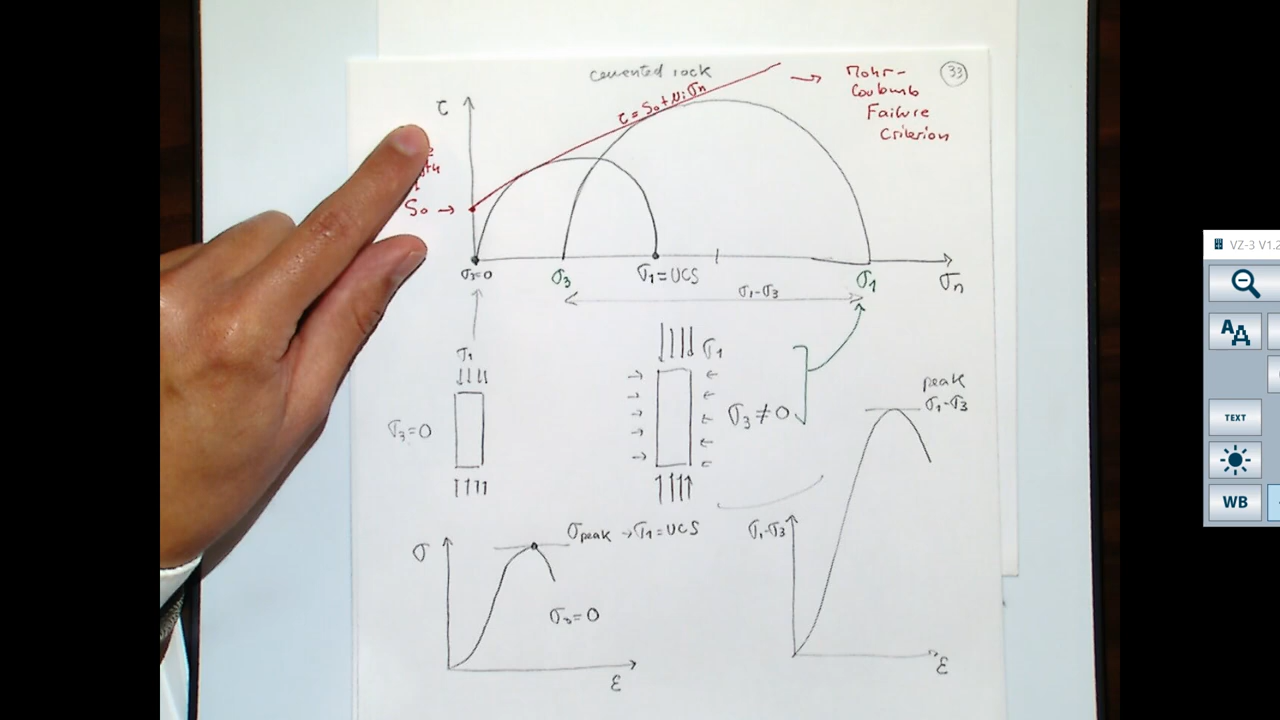 cemented rock
33
τ
τ = S₀ + μᵢ σₙ
→ Mohr-
Coulomb
Failure
Criterion
S₀ →
σ₃=0
σ₃
σ₁ = UCS
σ₁-σ₃
σ₁
σₙ
σ₁
σ₃=0
σ₁
σ₃ ≠ 0
peak
σ₁-σ₃
σ
σpeak → σ₁ = UCS
σ₃=0
ε
σ₁-σ₃
ε
VZ-3 V1.2
AA
TEXT
WB